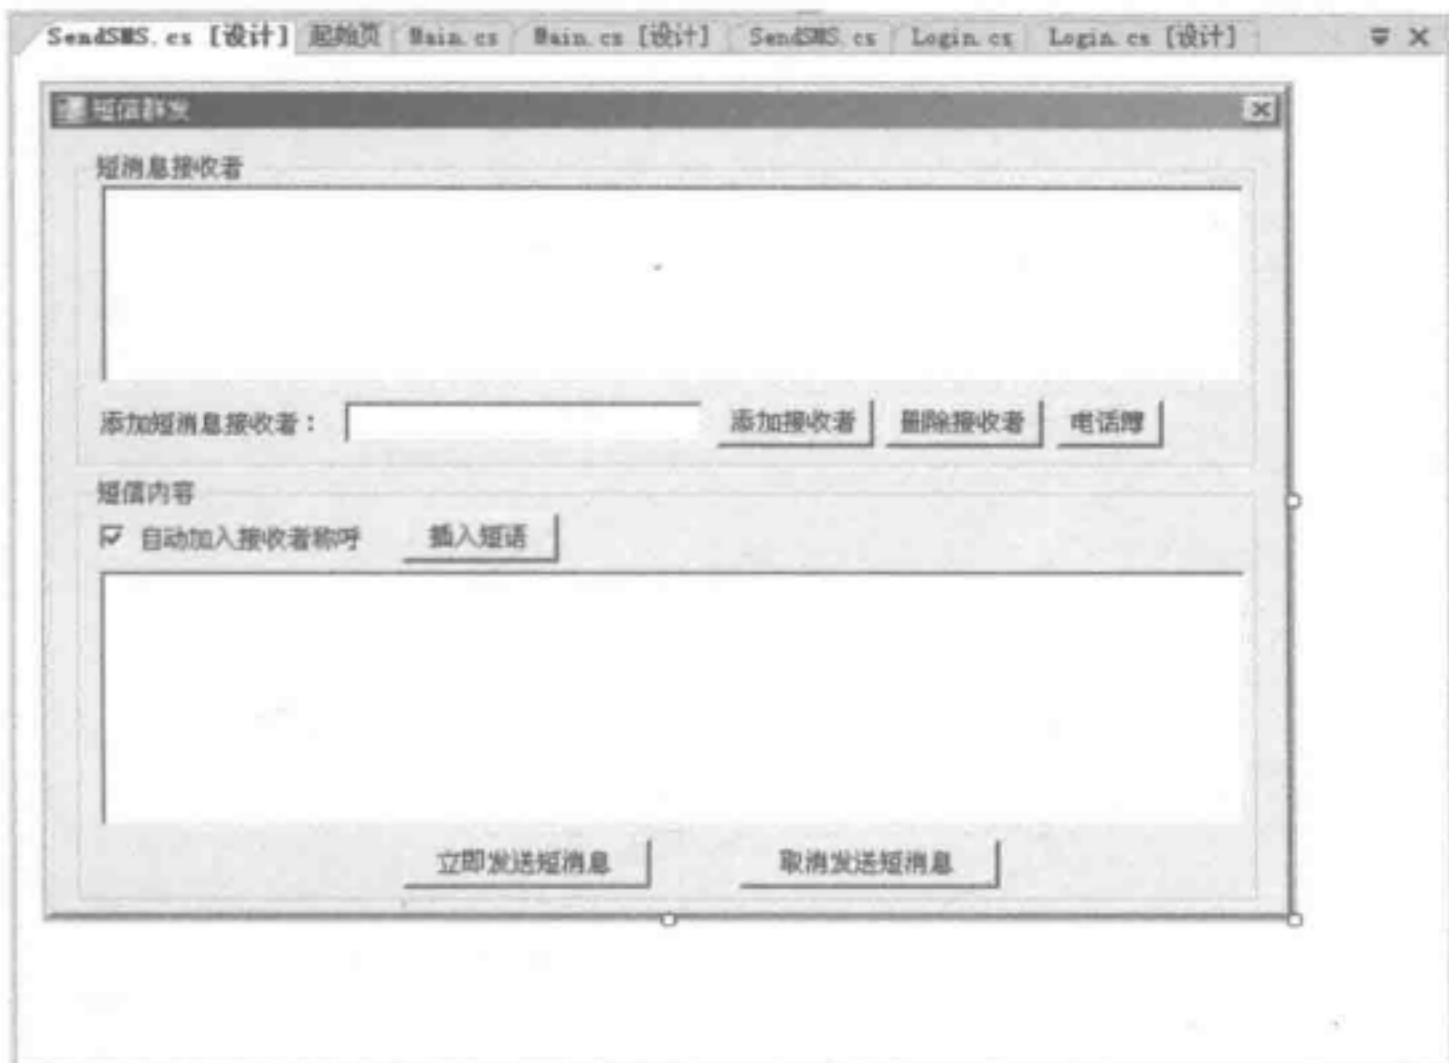 SendSMS.cs [设计] 起始页 Main.cs Main.cs [设计] SendSMS.cs Login.cs Login.cs [设计]
短信群发
短消息接收者
添加短消息接收者： 添加接收者 删除接收者 电话簿
短信内容
自动加入接收者称呼 插入短语
立即发送短消息 取消发送短消息